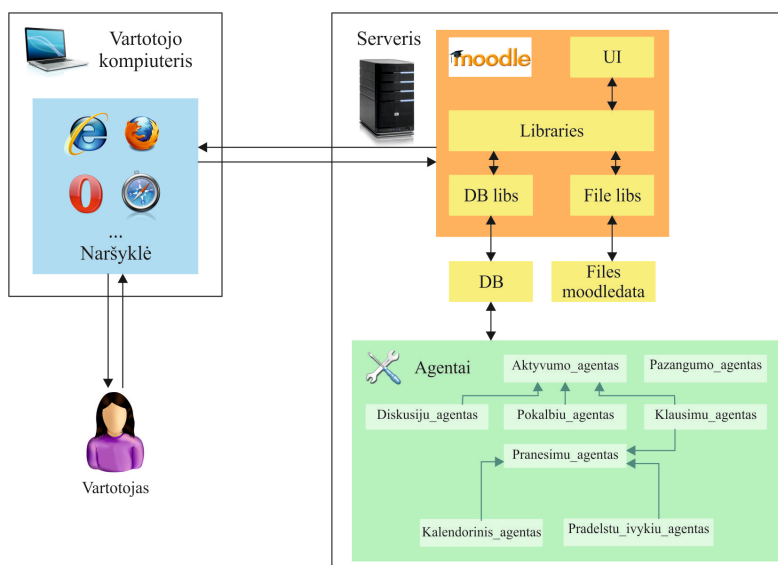 Vartotojo
kompiuteris
...
Naršyklė
Vartotojas
Serveris
moodle
UI
Libraries
DB libs
File libs
DB
Files
moodledata
Agentai
Aktyvumo_agentas
Pazangumo_agentas
Diskusiju_agentas
Pokalbiu_agentas
Klausimu_agentas
Pranesimu_agentas
Kalendorinis_agentas
Pradelstu_ivykiu_agentas